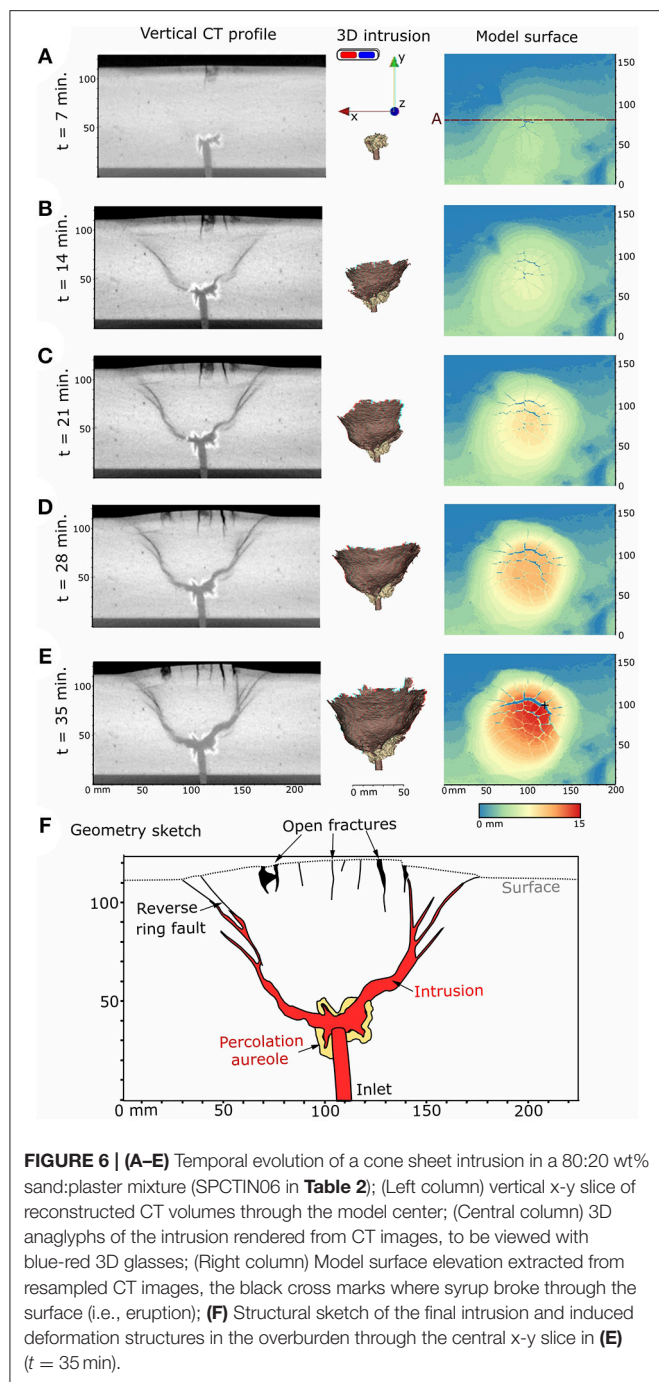 Vertical CT profile
3D intrusion
Model surface
A
t = 7 min.
100
50
y
x
z
A
150
100
50
0
B
t = 14 min.
100
50
150
100
50
0
C
t = 21 min.
100
50
150
100
50
0
D
t = 28 min.
100
50
150
100
50
0
E
t = 35 min.
100
50
0 mm
50
100
150
200
0 mm
50
150
100
50
0
0 mm
15
F
Geometry sketch
Open fractures
Surface
Reverse
ring fault
Intrusion
Percolation
aureole
Inlet
100
50
0 mm
50
100
150
200
FIGURE 6 | (A–E) Temporal evolution of a cone sheet intrusion in a 80:20 wt%
sand:plaster mixture (SPCTIN06 in Table 2); (Left column) vertical x-y slice of
reconstructed CT volumes through the model center; (Central column) 3D
anaglyphs of the intrusion rendered from CT images, to be viewed with
blue-red 3D glasses; (Right column) Model surface elevation extracted from
resampled CT images, the black cross marks where syrup broke through the
surface (i.e., eruption); (F) Structural sketch of the final intrusion and induced
deformation structures in the overburden through the central x-y slice in (E)
(t = 35 min).